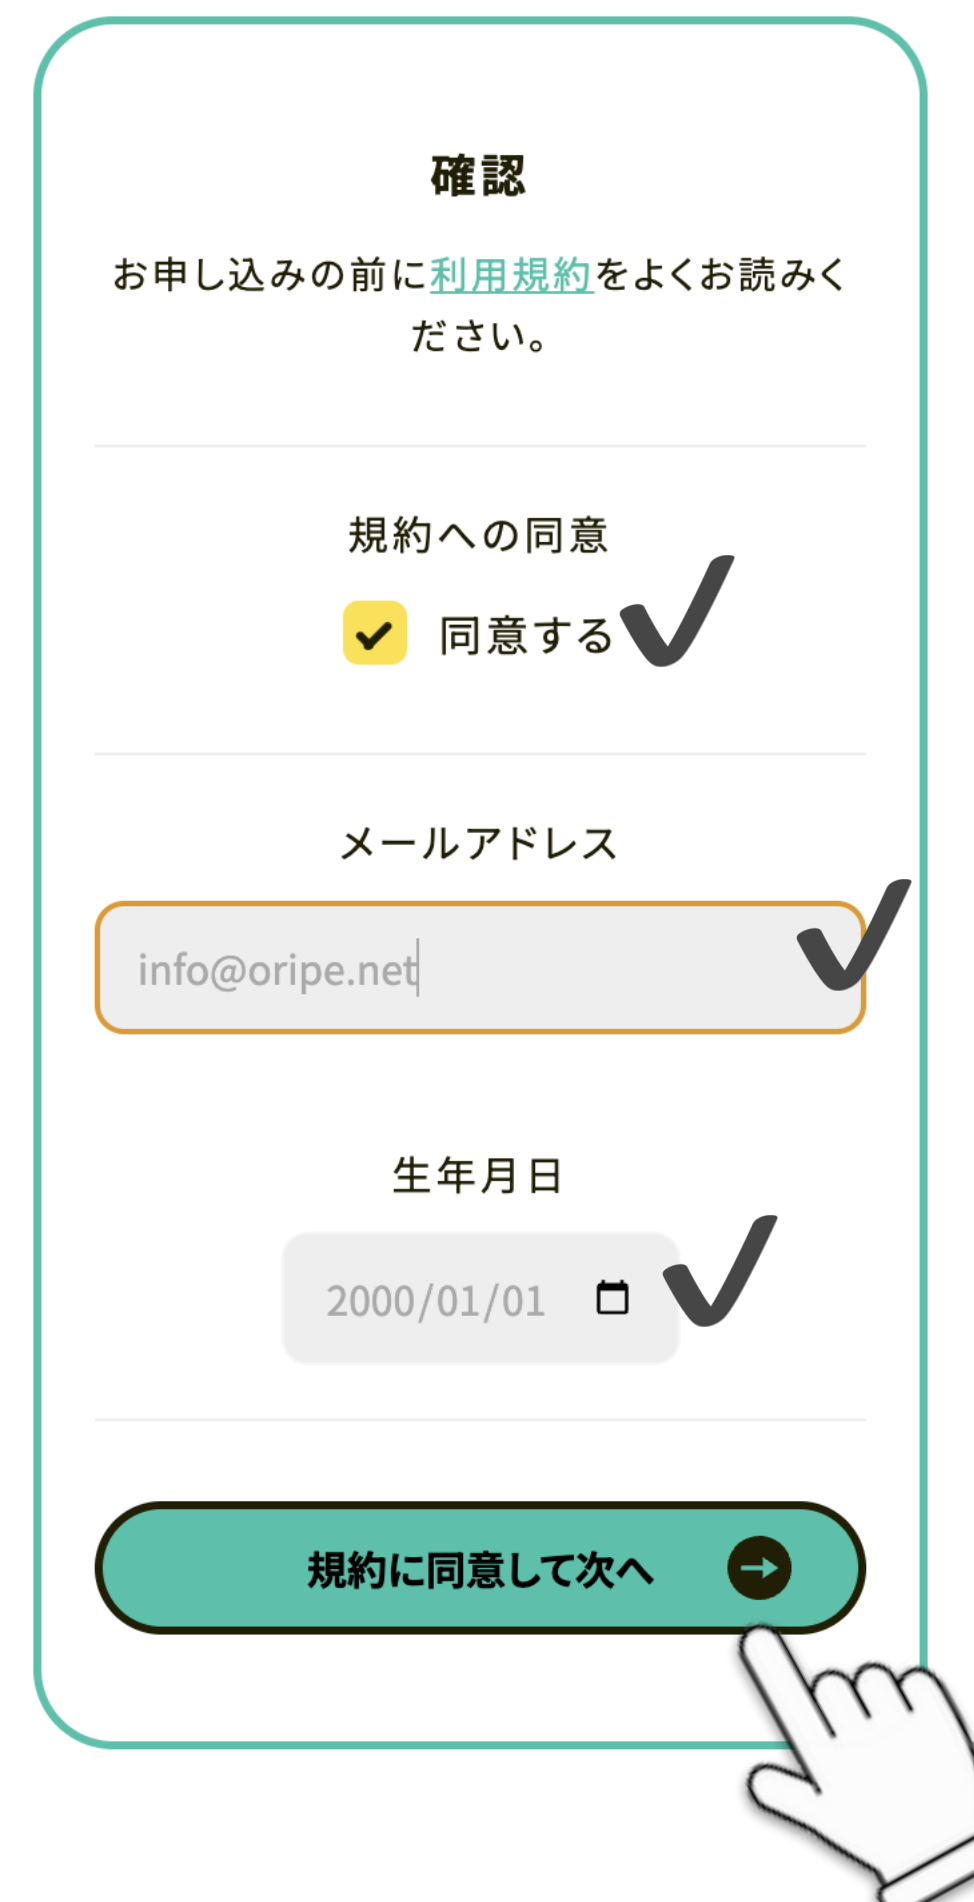 確認
お申し込みの前に利用規約をよくお読みく
ださい。
規約への同意
同意する
メールアドレス
info@oripe.net
生年月日
2000/01/01
規約に同意して次へ